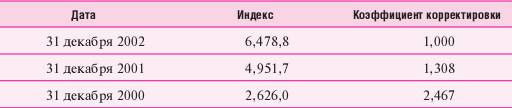 Дата Индекс Коэффициент корректировки
31 декабря 2002 6,478,8 1,000
31 декабря 2001 4,951,7 1,308
31 декабря 2000 2,626,0 2,467